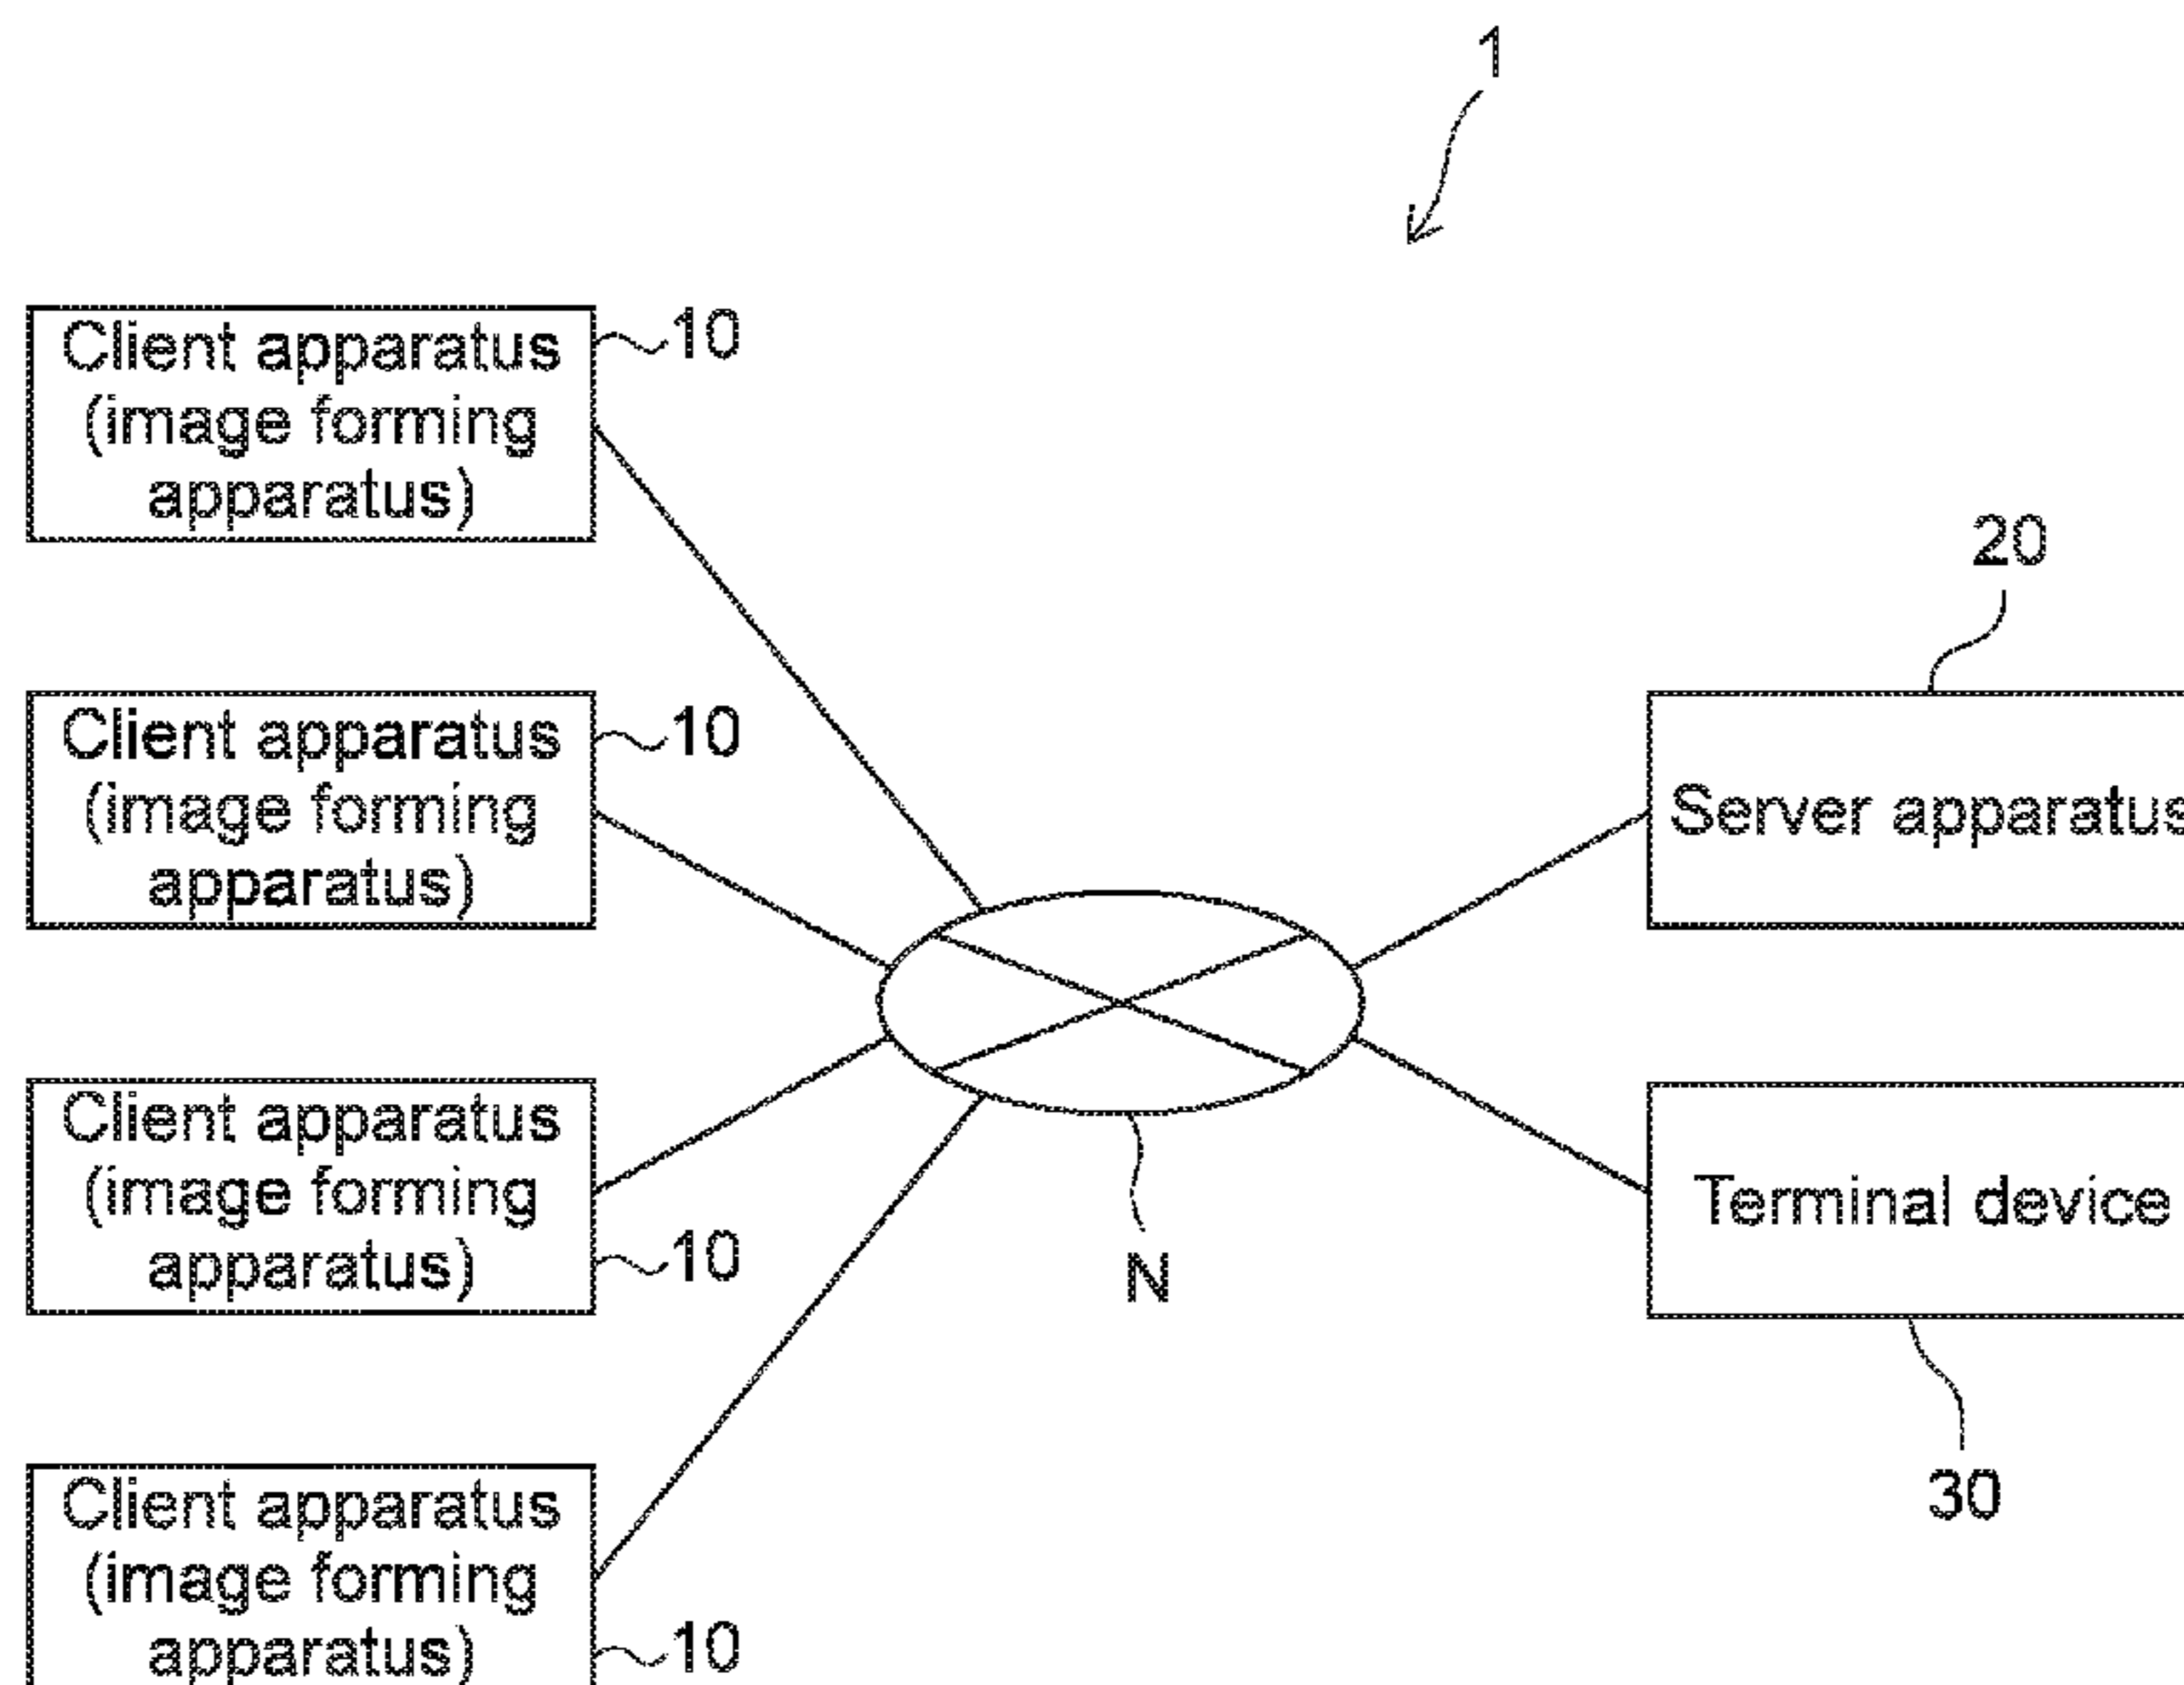 1
Client apparatus
(image forming
apparatus)
10
20
Client apparatus
(image forming
apparatus)
10
Server apparatus
Client apparatus
(image forming
apparatus)
10
Terminal device
N
30
Client apparatus
(image forming
apparatus)
10